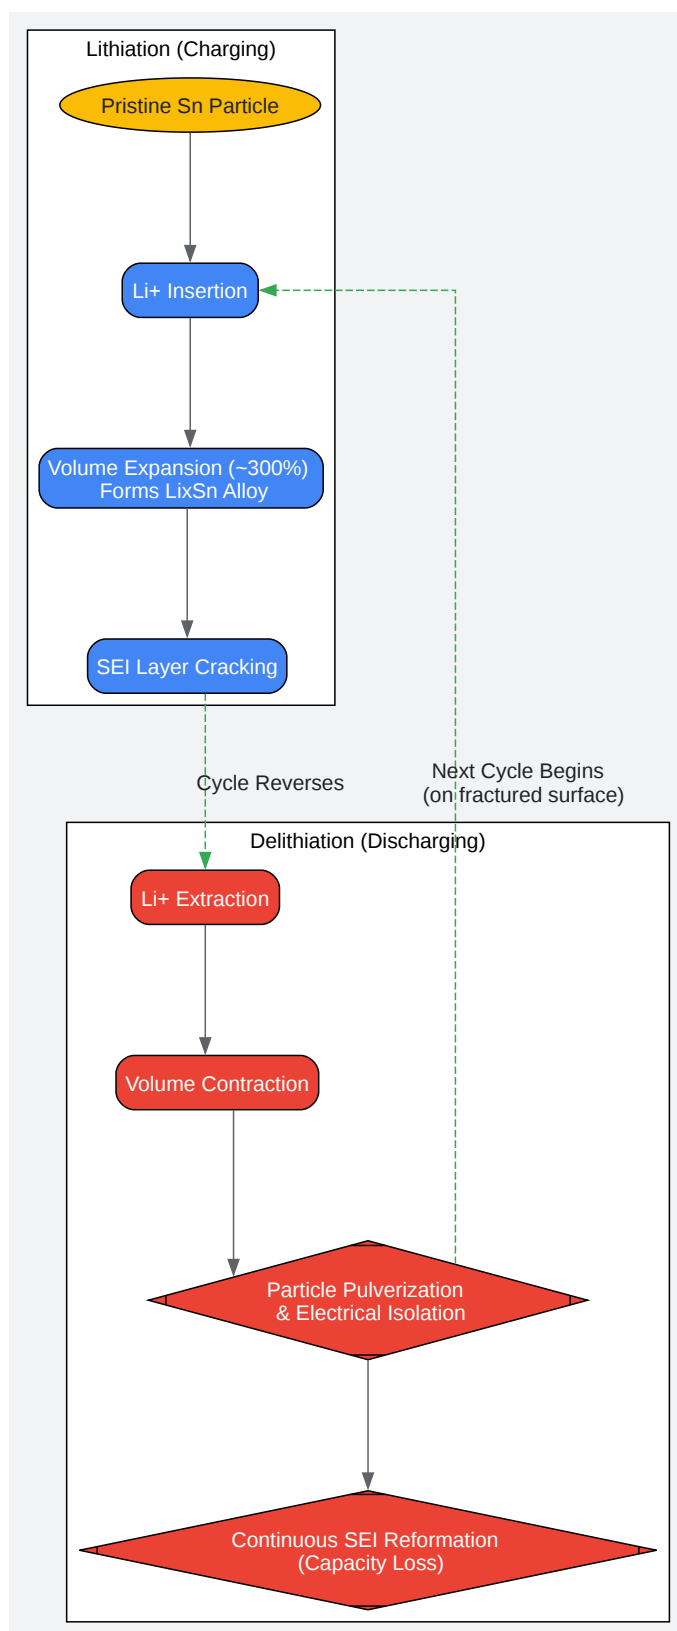 Lithiation (Charging)
Pristine Sn Particle
Li+ Insertion
Volume Expansion (~300%)
Forms LixSn Alloy
SEI Layer Cracking
Cycle Reverses
Next Cycle Begins
(on fractured surface)
Delithiation (Discharging)
Li+ Extraction
Volume Contraction
Particle Pulverization
& Electrical Isolation
Continuous SEI Reformation
(Capacity Loss)